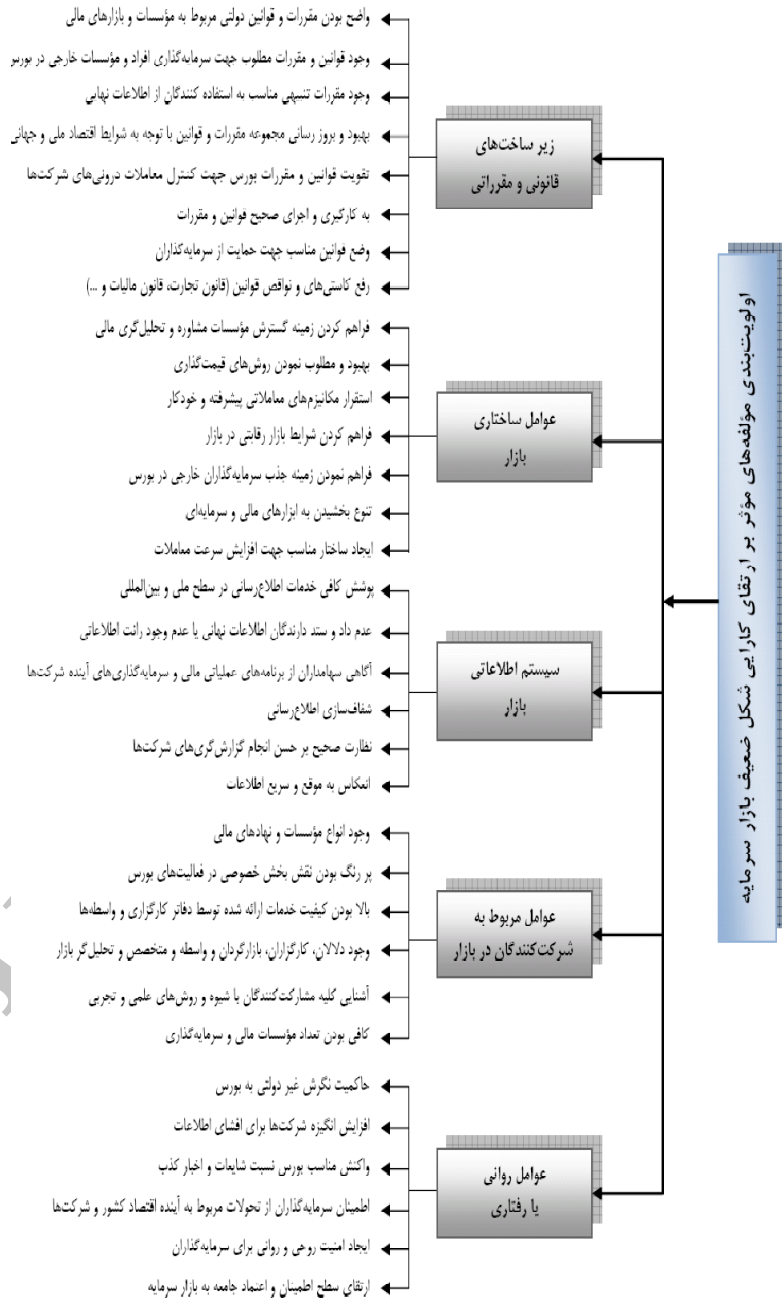 اولویت‌بندی مؤلفه‌های مؤثر بر ارتقای کارایی شکل ضعیف بازار سرمایه
زیر ساخت‌های
قانونی و مقرراتی
واضح بودن مقررات و قوانین دولتی مربوط به مؤسسات و بازارهای مالی
وجود قوانین و مقررات مطلوب جهت سرمایه‌گذاری افراد و مؤسسات خارجی در بورس
وجود مقررات تنبیهی مناسب به استفاده کنندگان از اطلاعات نهایی
بهبود و بروز رسانی مجموعه مقررات و قوانین با توجه به شرایط اقتصاد ملی و جهانی
تقویت قوانین و مقررات بورس جهت کنترل معاملات درونی‌های شرکت‌ها
به کارگیری و اجرای صحیح قوانین و مقررات
وضع قوانین مناسب جهت حمایت از سرمایه‌گذاران
رفع کاستی‌های و نواقص قوانین (قانون تجارت، قانون مالیات و ...)
عوامل ساختاری
بازار
فراهم کردن زمینه گسترش مؤسسات مشاوره و تحلیل‌گری مالی
بهبود و مطلوب نمودن روش‌های قیمت‌گذاری
استقرار مکانیزم‌های معاملاتی پیشرفته و خودکار
فراهم کردن شرایط بازار رقابتی در بازار
فراهم نمودن زمینه جذب سرمایه‌گذاران خارجی در بورس
تنوع بخشیدن به ابزارهای مالی و سرمایه‌ای
ایجاد ساختار مناسب جهت افزایش سرعت معاملات
سیستم اطلاعاتی
بازار
پوشش کافی خدمات اطلاع‌رسانی در سطح ملی و بین‌المللی
عدم داد و ستد دارندگان اطلاعات نهانی یا عدم وجود رانت اطلاعاتی
آگاهی سهامداران از برنامه‌های عملیاتی مالی و سرمایه‌گذاری‌های آینده شرکت‌ها
شفاف‌سازی اطلاع‌رسانی
نظارت صحیح بر حسن انجام گزارش‌گری‌های شرکت‌ها
انعکاس به موقع و سریع اطلاعات
عوامل مربوط به
شرکت‌کنندگان در بازار
وجود انواع مؤسسات و نهادهای مالی
پر رنگ بودن نقش بخش خصوصی در فعالیت‌های بورس
بالا بودن کیفیت خدمات ارائه شده توسط دفاتر کارگزاری و واسطه‌ها
وجود دلالان، کارگزاران، بازارگردان و واسطه و متخصص و تحلیل‌گر بازار
آشنایی کلیه مشارکت‌کنندگان با شیوه و روش‌های علمی و تجربی
کافی بودن تعداد مؤسسات مالی و سرمایه‌گذاری
عوامل روانی
یا رفتاری
حاکمیت نگرش غیر دولتی به بورس
افزایش انگیزه شرکت‌ها برای افشای اطلاعات
واکنش مناسب بورس نسبت شایعات و اخبار کذب
اطمینان سرمایه‌گذاران از تحولات مربوط به آینده اقتصاد کشور و شرکت‌ها
ایجاد امنیت روحی و روانی برای سرمایه‌گذاران
ارتقای سطح اطمینان و اعتماد جامعه به بازار سرمایه